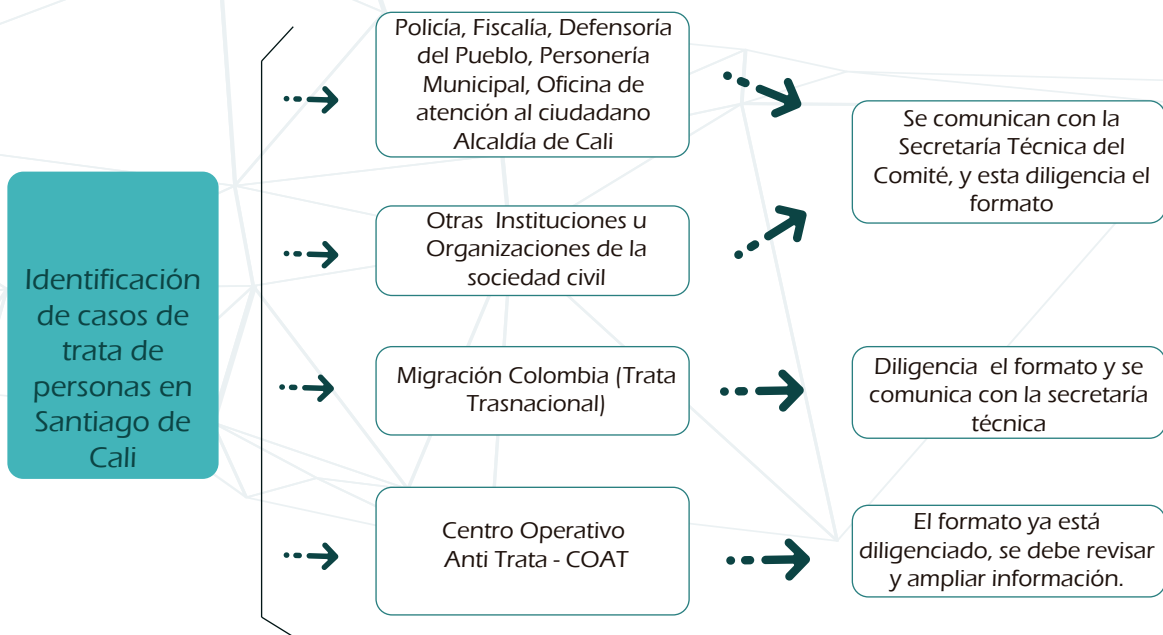 Identificación
de casos de
trata de
personas en
Santiago de
Cali
Policía, Fiscalía, Defensoría
del Pueblo, Personería
Municipal, Oficina de
atención al ciudadano
Alcaldía de Cali
Otras Instituciones u
Organizaciones de la
sociedad civil
Migración Colombia (Trata
Trasnacional)
Centro Operativo
Anti Trata - COAT
Se comunican con la
Secretaría Técnica del
Comité, y esta diligencia el
formato
Diligencia el formato y se
comunica con la secretaría
técnica
El formato ya está
diligenciado, se debe revisar
y ampliar información.